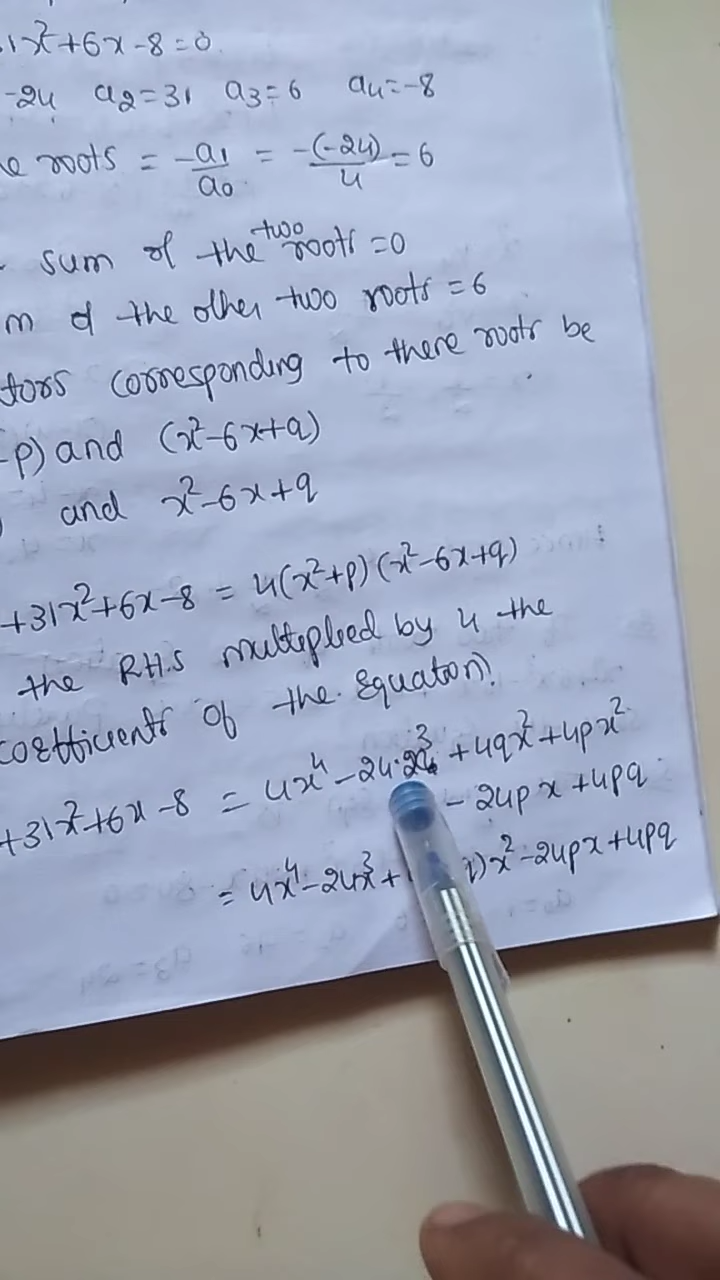 1x²+6x-8=0
-24 a₂=31 a₃=6 a₄=-8
e roots = -a₁/a₀ = -(-24)/4 = 6
sum of the two roots =0
m of the other two roots =6
tors corresponding to there roots be
-p) and (x²-6x+q)
) and x²-6x+q
+31x²+6x-8 = 4(x²+p)(x²-6x+q)
the R.H.S multiplied by 4 the
coefficients of the Equaton)
+31x²+6x-8 = 4x⁴-24x³+4qx²+4px²
-24px+4pq
= 4x⁴-24x³+ q)x²-24px+4pq